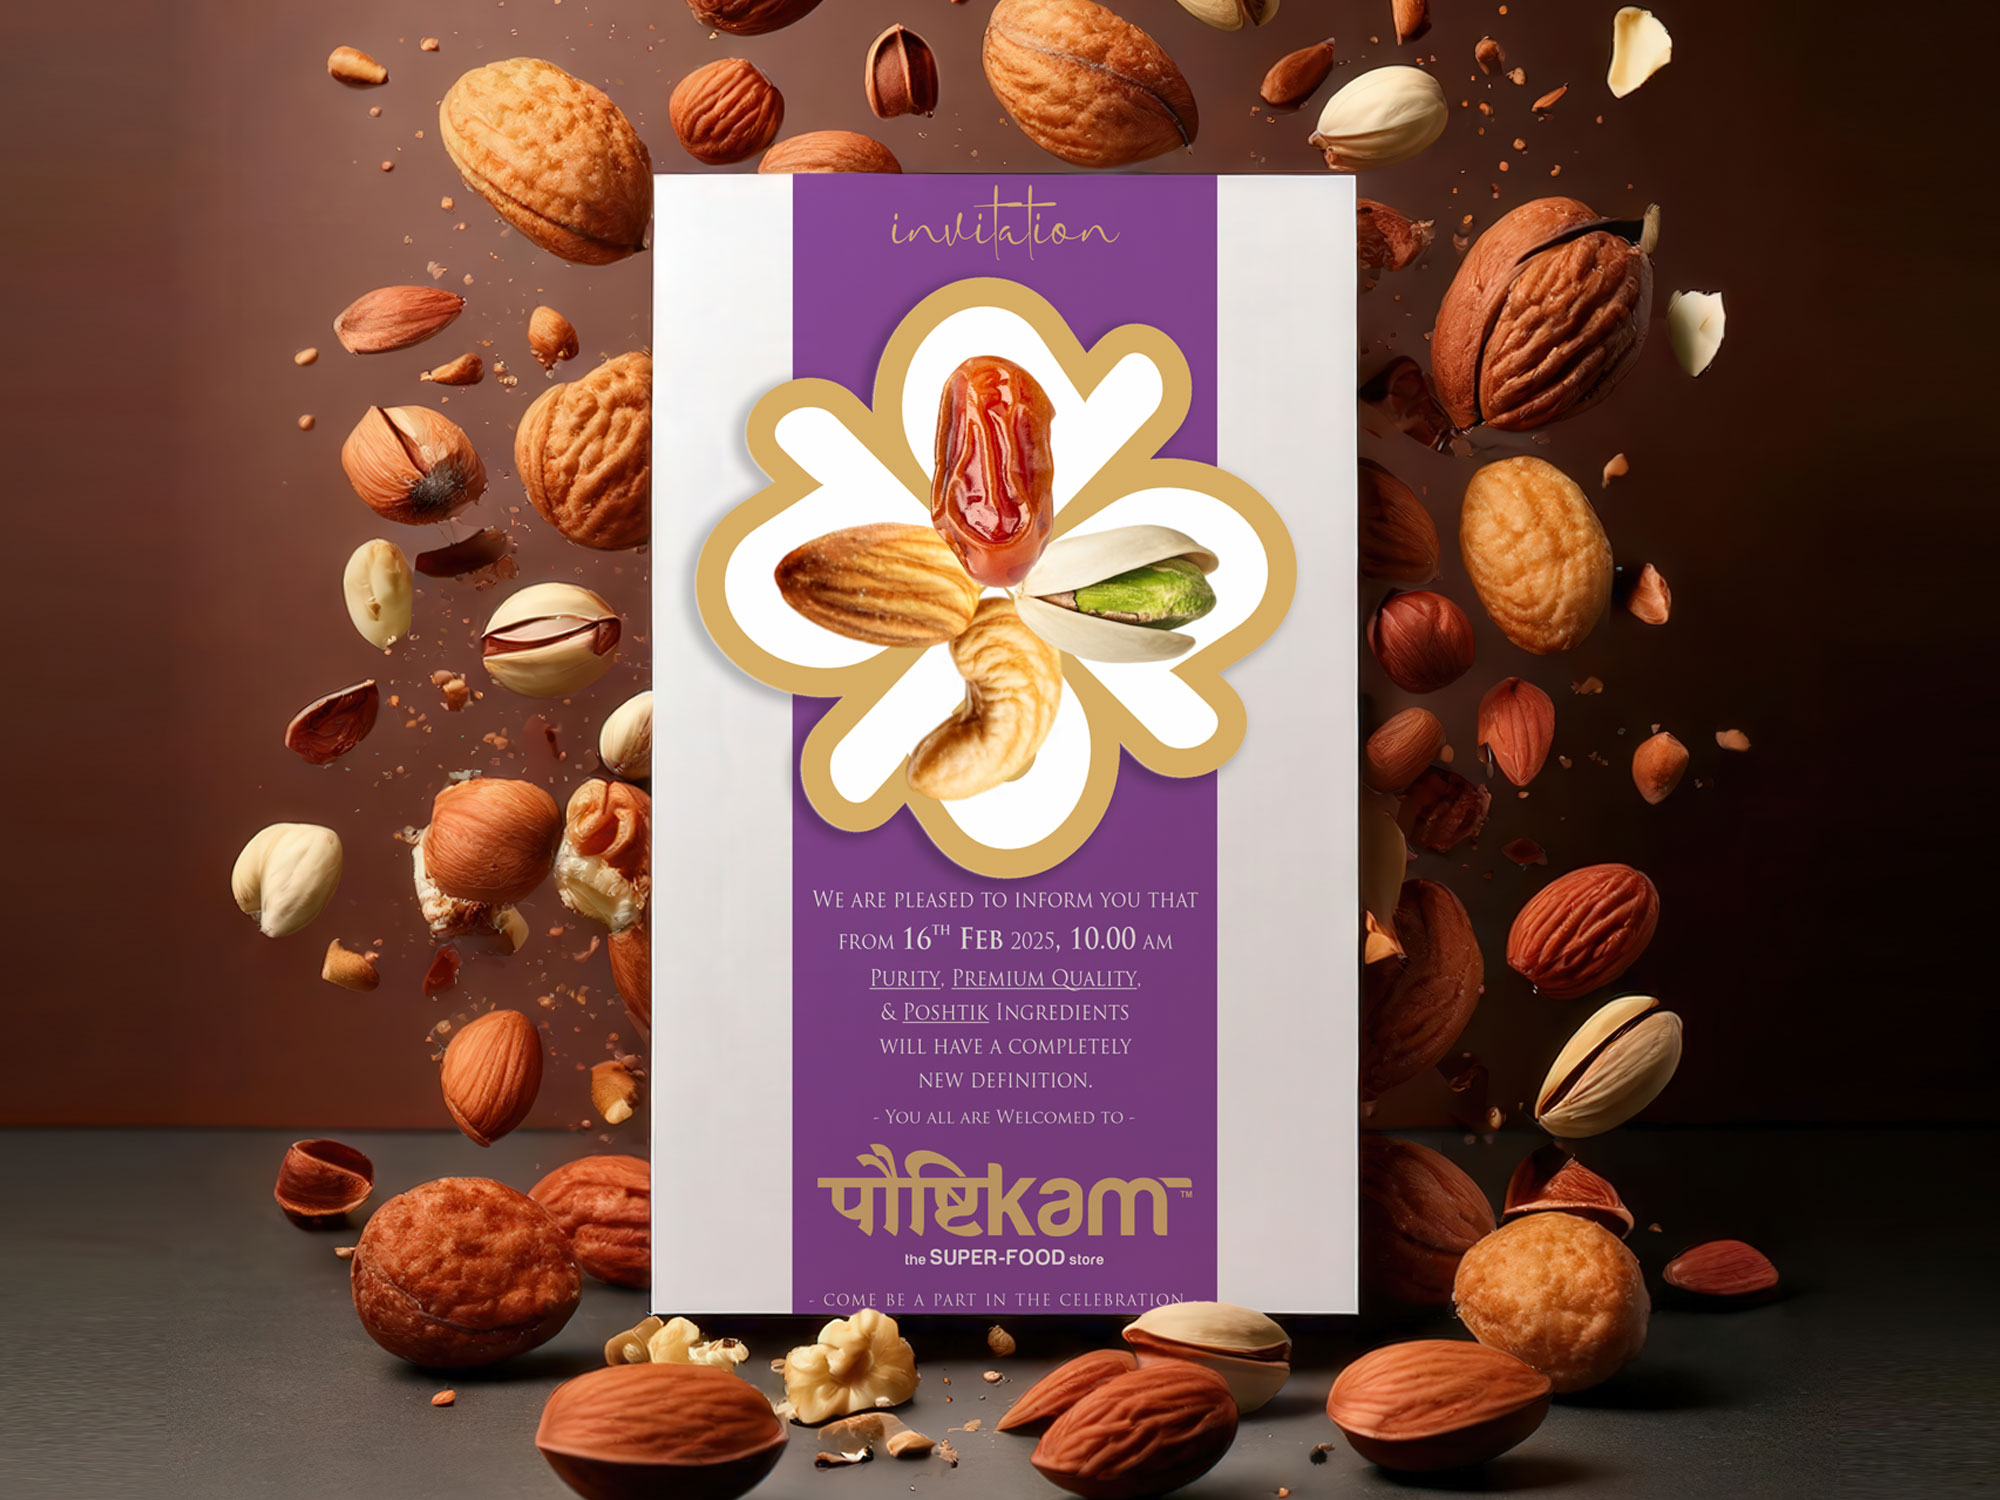 invitation
We are pleased to inform you that
from 16TH Feb 2025, 10.00 am
Purity, Premium Quality,
& Poshtik Ingredients
will have a completely
new definition.
- You all are Welcomed to -
पौष्टिkam™
the SUPER-FOOD store
- COME BE A PART IN THE CELEBRATION -